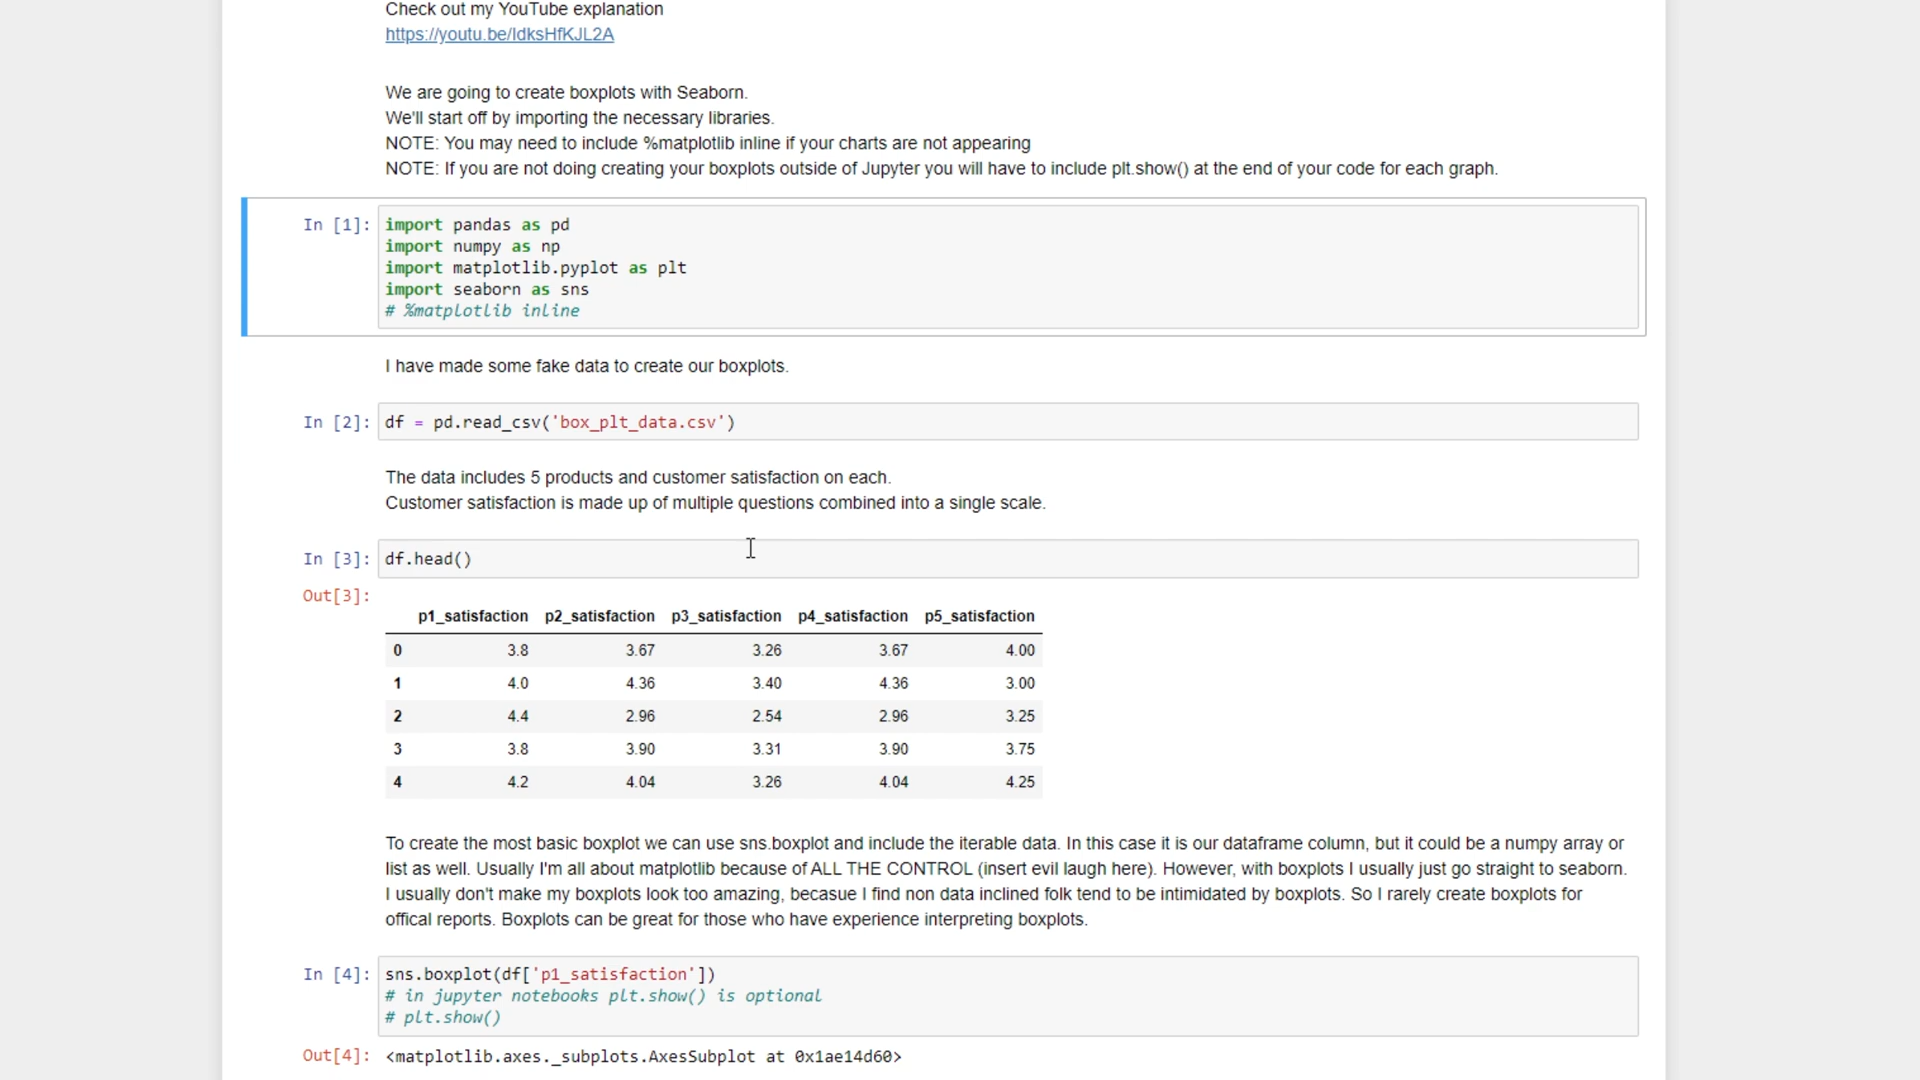 Check out my YouTube explanation
https://youtu.be/IdksHfKJL2A
We are going to create boxplots with Seaborn.
We'll start off by importing the necessary libraries.
NOTE: You may need to include %matplotlib inline if your charts are not appearing
NOTE: If you are not doing creating your boxplots outside of Jupyter you will have to include plt.show() at the end of your code for each graph.
In [1]: import pandas as pd
import numpy as np
import matplotlib.pyplot as plt
import seaborn as sns
# %matplotlib inline
I have made some fake data to create our boxplots.
In [2]: df = pd.read_csv('box_plt_data.csv')
The data includes 5 products and customer satisfaction on each.
Customer satisfaction is made up of multiple questions combined into a single scale.
In [3]: df.head()
Out[3]:
p1_satisfaction p2_satisfaction p3_satisfaction p4_satisfaction p5_satisfaction
0 3.8 3.67 3.26 3.67 4.00
1 4.0 4.36 3.40 4.36 3.00
2 4.4 2.96 2.54 2.96 3.25
3 3.8 3.90 3.31 3.90 3.75
4 4.2 4.04 3.26 4.04 4.25
To create the most basic boxplot we can use sns.boxplot and include the iterable data. In this case it is our dataframe column, but it could be a numpy array or
list as well. Usually I'm all about matplotlib because of ALL THE CONTROL (insert evil laugh here). However, with boxplots I usually just go straight to seaborn.
I usually don't make my boxplots look too amazing, becasue I find non data inclined folk tend to be intimidated by boxplots. So I rarely create boxplots for
offical reports. Boxplots can be great for those who have experience interpreting boxplots.
In [4]: sns.boxplot(df['p1_satisfaction'])
# in jupyter notebooks plt.show() is optional
# plt.show()
Out[4]: <matplotlib.axes._subplots.AxesSubplot at 0x1ae14d60>